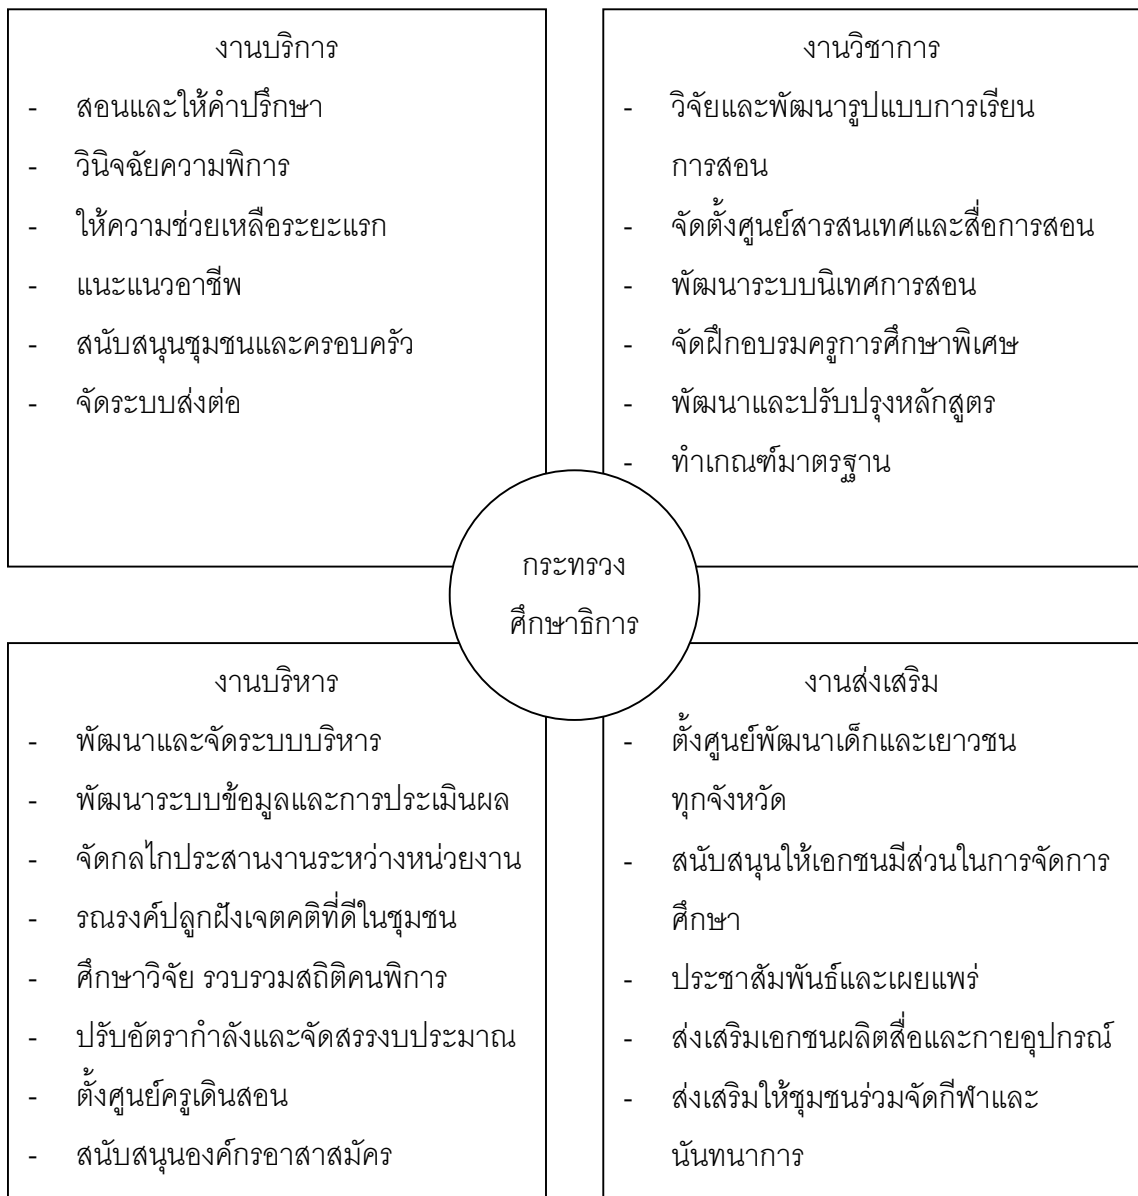 งานบริการ
- สอนและให้คำปรึกษา
- วินิจฉัยความพิการ
- ให้ความช่วยเหลือระยะแรก
- แนะแนวอาชีพ
- สนับสนุนชุมชนและครอบครัว
- จัดระบบส่งต่อ
งานวิชาการ
- วิจัยและพัฒนารูปแบบการเรียน
การสอน
- จัดตั้งศูนย์สารสนเทศและสื่อการสอน
- พัฒนาระบบนิเทศการสอน
- จัดฝึกอบรมครูการศึกษาพิเศษ
- พัฒนาและปรับปรุงหลักสูตร
- ทำเกณฑ์มาตรฐาน
กระทรวง
ศึกษาธิการ
งานบริหาร
- พัฒนาและจัดระบบบริหาร
- พัฒนาระบบข้อมูลและการประเมินผล
- จัดกลไกประสานงานระหว่างหน่วยงาน
- รณรงค์ปลูกฝังเจตคติที่ดีในชุมชน
- ศึกษาวิจัย รวบรวมสถิติคนพิการ
- ปรับอัตรากำลังและจัดสรรงบประมาณ
- ตั้งศูนย์ครูเดินสอน
- สนับสนุนองค์กรอาสาสมัคร
งานส่งเสริม
- ตั้งศูนย์พัฒนาเด็กและเยาวชน
ทุกจังหวัด
- สนับสนุนให้เอกชนมีส่วนในการจัดการ
ศึกษา
- ประชาสัมพันธ์และเผยแพร่
- ส่งเสริมเอกชนผลิตสื่อและกายอุปกรณ์
- ส่งเสริมให้ชุมชนร่วมจัดกีฬาและ
นันทนาการ